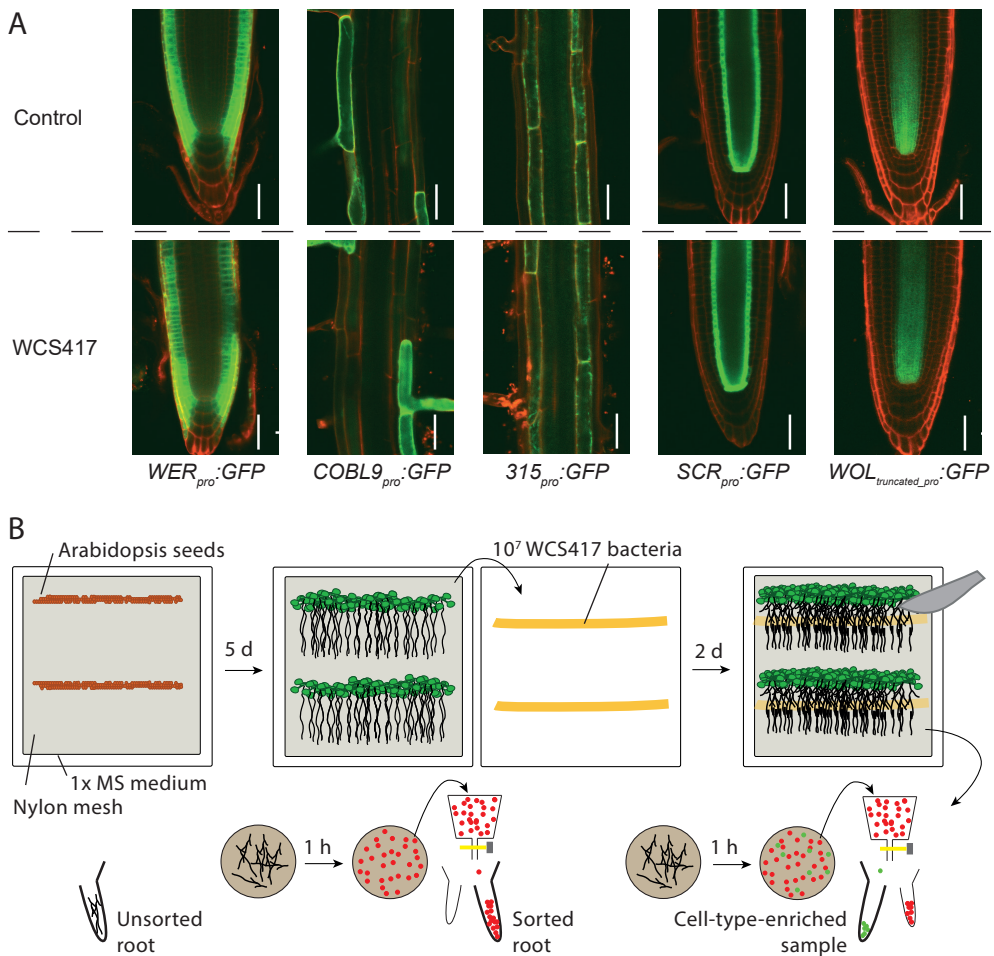 A
Control
WCS417
WERpro:GFP COBL9pro:GFP 315pro:GFP SCRpro:GFP WOLtruncated_pro:GFP
B
Arabidopsis seeds
10⁷ WCS417 bacteria
5 d
2 d
1x MS medium
Nylon mesh
1 h
1 h
Unsorted
root
Sorted
root
Cell-type-enriched
sample